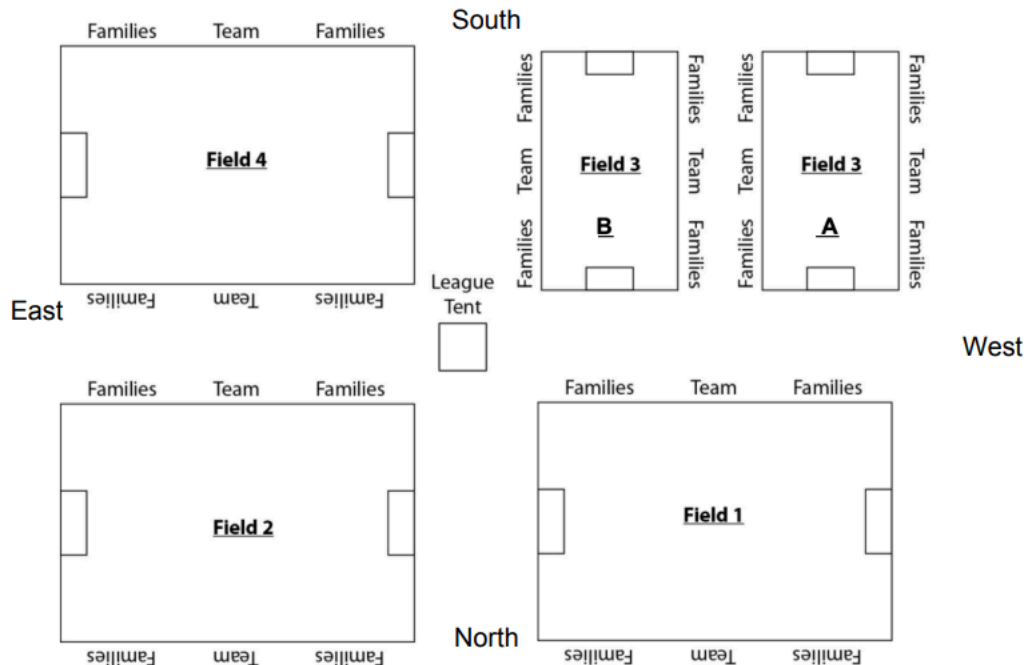 South
Families Team Families
Field 4
Families Team Families
Families Team Families
Field 3
B
Families Team Families
Families Team Families
Field 3
A
Families Team Families
East
League
Tent
West
Families Team Families
Field 2
Families Team Families
Families Team Families
Field 1
Families Team Families
North